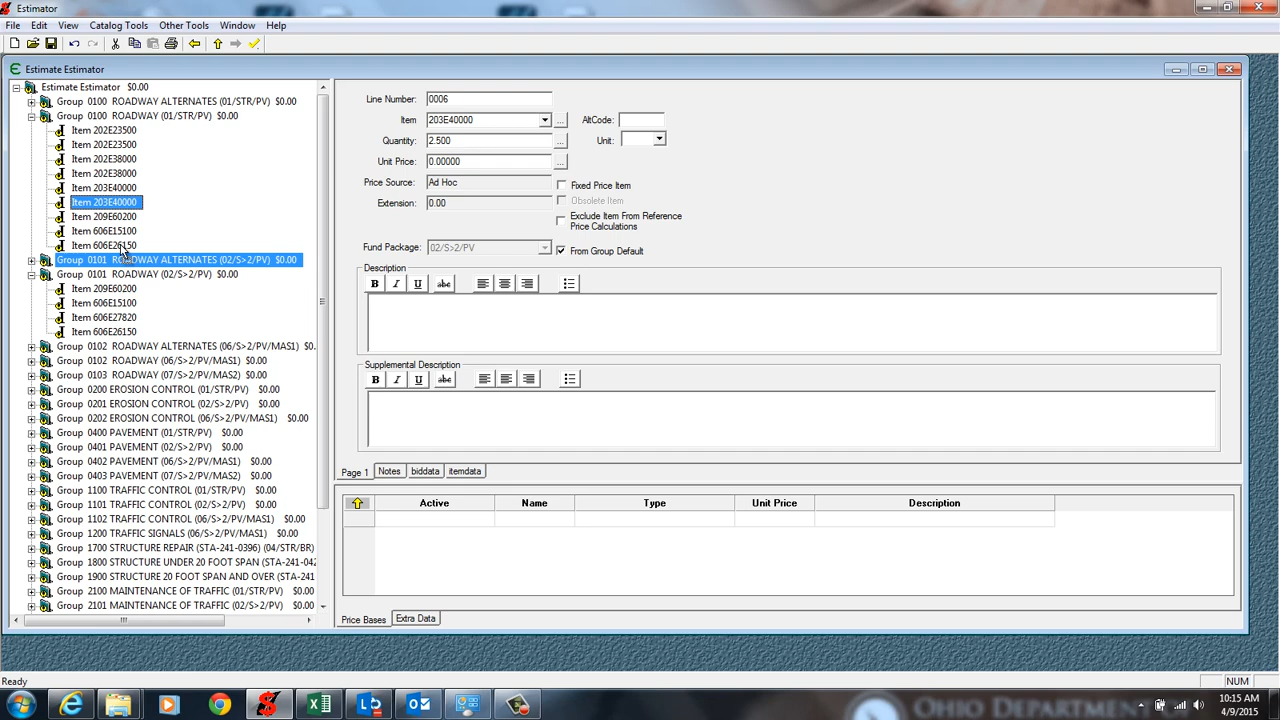 Estimator
File Edit View Catalog Tools Other Tools Window Help
Estimate Estimator
Estimate Estimator $0.00
Group 0100 ROADWAY ALTERNATES (01/STR/PV) $0.00
Group 0100 ROADWAY (01/STR/PV) $0.00
Item 202E23500
Item 202E23500
Item 202E38000
Item 202E38000
Item 203E40000
Item 203E40000
Item 209E60200
Item 606E15100
Item 606E26150
Group 0101 ROADWAY ALTERNATES (02/S>2/PV) $0.00
Group 0101 ROADWAY (02/S>2/PV) $0.00
Item 209E60200
Item 606E15100
Item 606E27820
Item 606E26150
Group 0102 ROADWAY ALTERNATES (06/S>2/PV/MAS1) $0.
Group 0102 ROADWAY (06/S>2/PV/MAS1) $0.00
Group 0103 ROADWAY (07/S>2/PV/MAS2) $0.00
Group 0200 EROSION CONTROL (01/STR/PV) $0.00
Group 0201 EROSION CONTROL (02/S>2/PV) $0.00
Group 0202 EROSION CONTROL (06/S>2/PV/MAS1) $0.00
Group 0400 PAVEMENT (01/STR/PV) $0.00
Group 0401 PAVEMENT (02/S>2/PV) $0.00
Group 0402 PAVEMENT (06/S>2/PV/MAS1) $0.00
Group 0403 PAVEMENT (07/S>2/PV/MAS2) $0.00
Group 1100 TRAFFIC CONTROL (01/STR/PV) $0.00
Group 1101 TRAFFIC CONTROL (02/S>2/PV) $0.00
Group 1102 TRAFFIC CONTROL (06/S>2/PV/MAS1) $0.00
Group 1200 TRAFFIC SIGNALS (06/S>2/PV/MAS1) $0.00
Group 1700 STRUCTURE REPAIR (STA-241-0396) (04/STR/BR)
Group 1800 STRUCTURE UNDER 20 FOOT SPAN (STA-241-04
Group 1900 STRUCTURE 20 FOOT SPAN AND OVER (STA-241
Group 2100 MAINTENANCE OF TRAFFIC (01/STR/PV) $0.00
Group 2101 MAINTENANCE OF TRAFFIC (02/S>2/PV) $0.00
Line Number: 0006
Item 203E40000 ... AltCode:
Quantity: 2.500 ... Unit:
Unit Price: 0.00000 ...
Price Source: Ad Hoc Fixed Price Item
Obsolete Item
Extension: 0.00
Exclude Item From Reference
Price Calculations
Fund Package: 02/S>2/PV From Group Default
Description
B I U abc
Supplemental Description
B I U abc
Page 1 Notes biddata itemdata
Active Name Type Unit Price Description
Price Bases Extra Data
Ready NUM
10:15 AM
4/9/2015